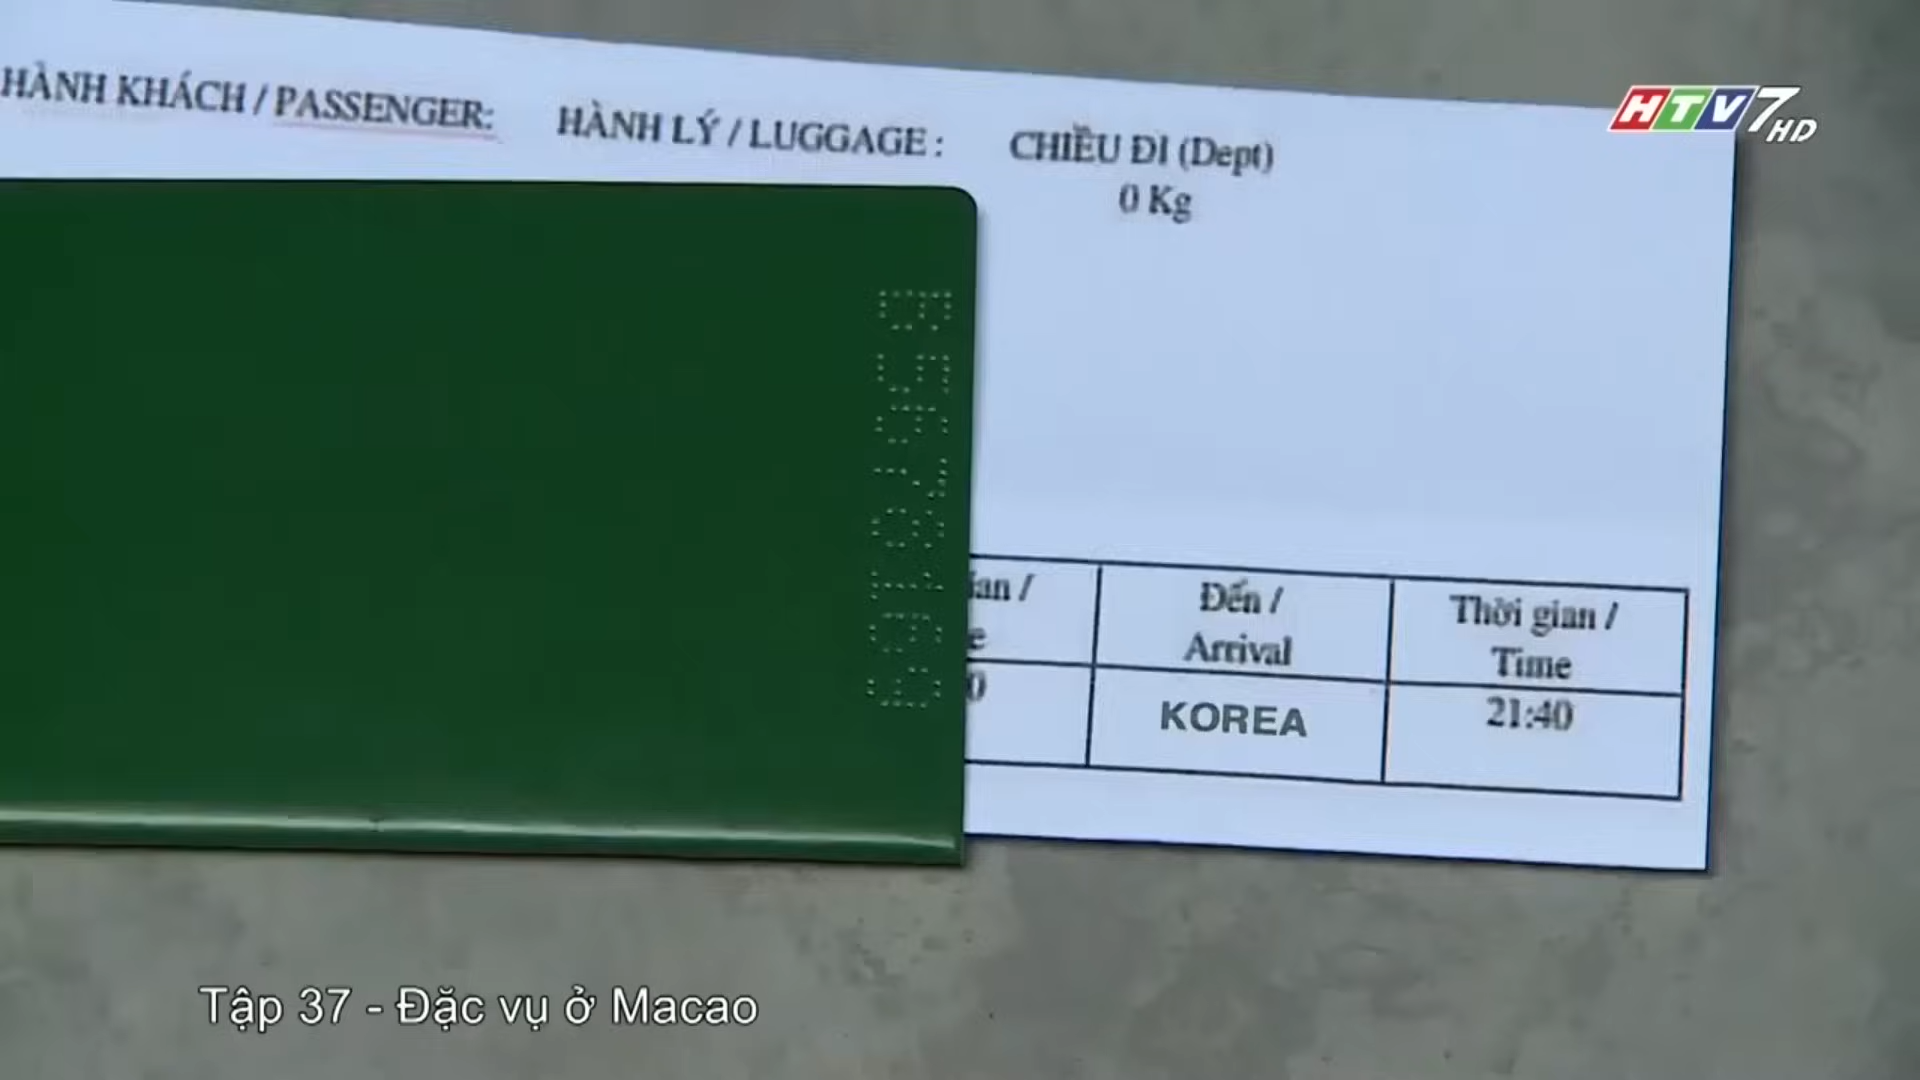 HTV7 HD
HÀNH KHÁCH / PASSENGER:
HÀNH LÝ / LUGGAGE :
CHIỀU ĐI (Dept)
0 Kg
Đến /
Arrival
Thời gian /
Time
KOREA
21:40
Tập 37 - Đặc vụ ở Macao